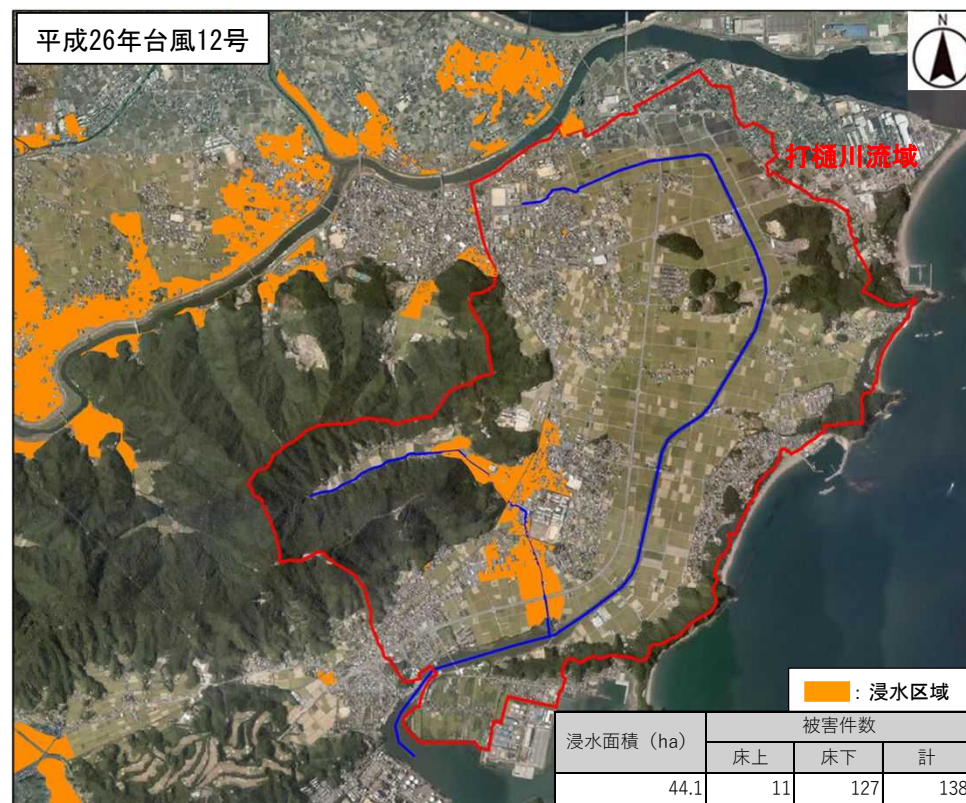 平成26年台風12号
N
打樋川流域
：浸水区域
浸水面積（ha） 被害件数
床上 床下 計
44.1 11 127 138